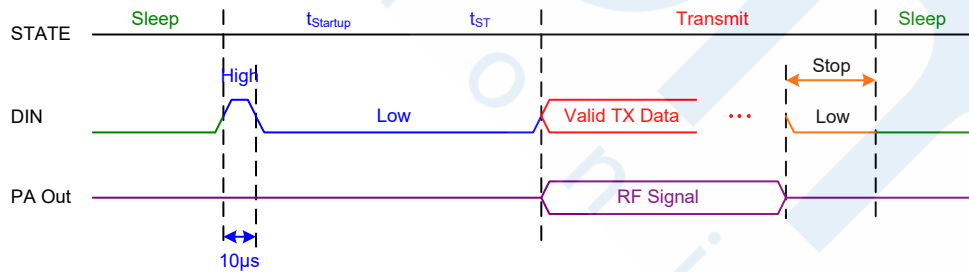 Sleep tStartup tST Transmit Sleep
STATE
High Stop
DIN Low Valid TX Data ... Low
PA Out RF Signal
10µs